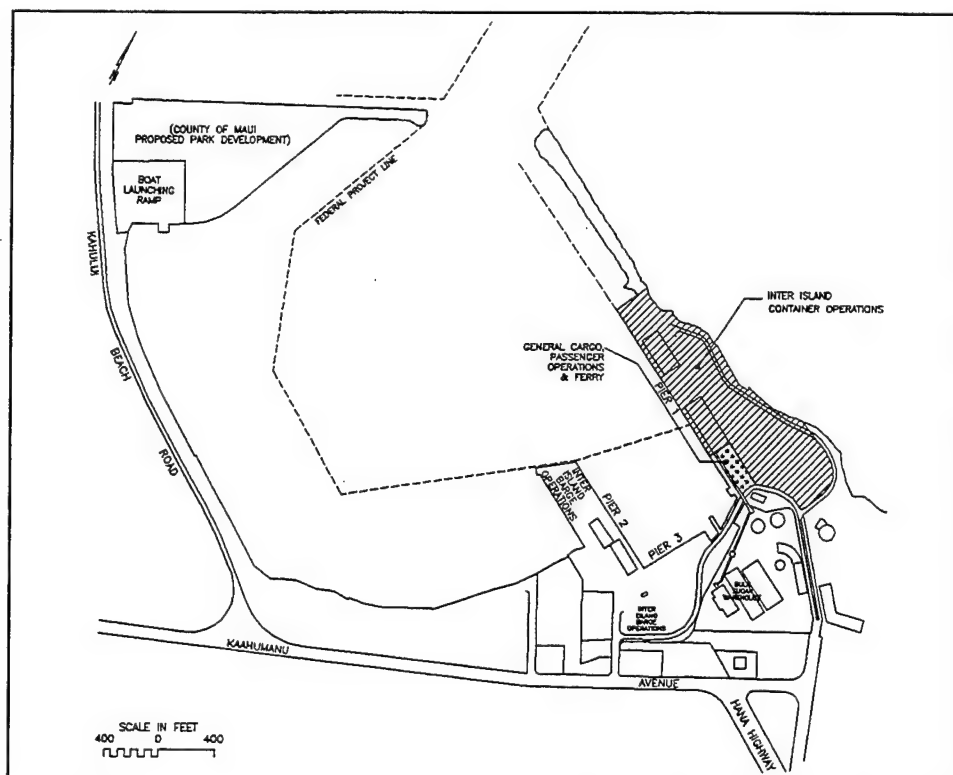 (COUNTY OF MAUI
PROPOSED PARK DEVELOPMENT)
BOAT
LAUNCHING
RAMP
FEDERAL PROJECT LINE
KAHULUI
BEACH
ROAD
INTER ISLAND
CONTAINER OPERATIONS
GENERAL CARGO,
PASSENGER
OPERATIONS
& FERRY
PIER 1
INTER
ISLAND
BARGE
OPERATIONS
PIER 2
PIER 3
BULK
SUGAR
WAREHOUSE
INTER
ISLAND
BARGE
OPERATIONS
KAAHUMANU
AVENUE
HANA HIGHWAY
SCALE IN FEET
400 0 400